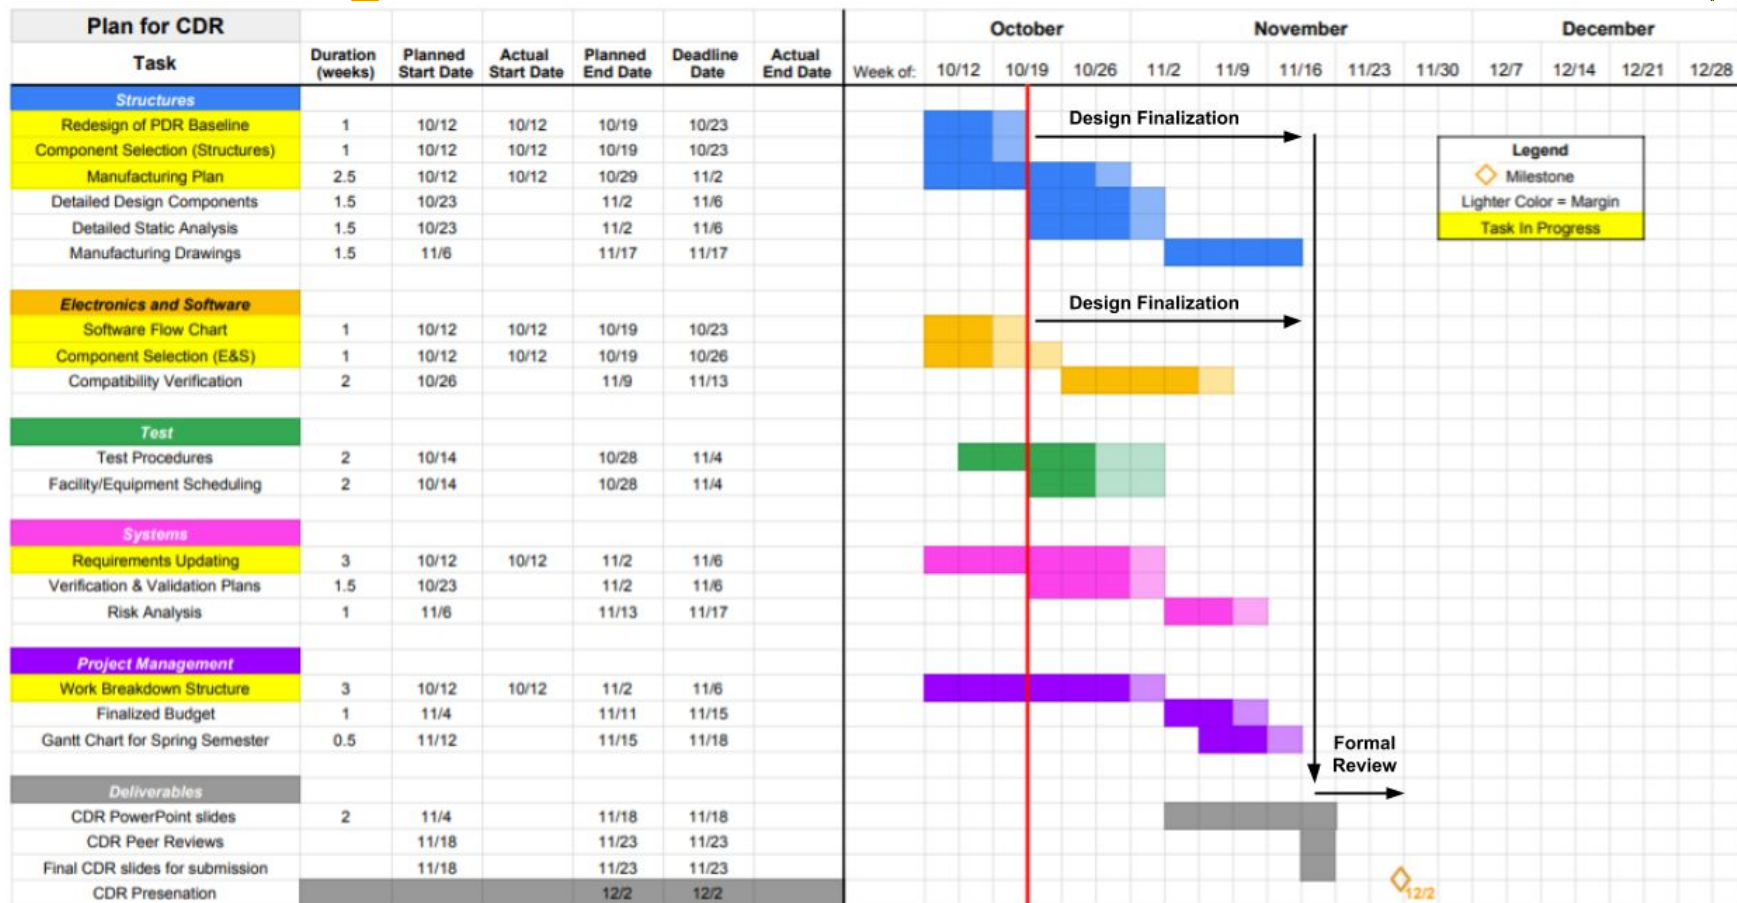 Plan for CDR October November December
Task Duration (weeks) Planned Start Date Actual Start Date Planned End Date Deadline Date Actual End Date Week of: 10/12 10/19 10/26 11/2 11/9 11/16 11/23 11/30 12/7 12/14 12/21 12/28
Structures
Redesign of PDR Baseline 1 10/12 10/12 10/19 10/23
Component Selection (Structures) 1 10/12 10/12 10/19 10/23
Manufacturing Plan 2.5 10/12 10/12 10/29 11/2
Detailed Design Components 1.5 10/23 11/2 11/6
Detailed Static Analysis 1.5 10/23 11/2 11/6
Manufacturing Drawings 1.5 11/6 11/17 11/17
Design Finalization
Legend
Milestone
Lighter Color = Margin
Task In Progress
Electronics and Software
Software Flow Chart 1 10/12 10/12 10/19 10/23
Component Selection (E&S) 1 10/12 10/12 10/19 10/26
Compatibility Verification 2 10/26 11/9 11/13
Design Finalization
Test
Test Procedures 2 10/14 10/28 11/4
Facility/Equipment Scheduling 2 10/14 10/28 11/4
Systems
Requirements Updating 3 10/12 10/12 11/2 11/6
Verification & Validation Plans 1.5 10/23 11/2 11/6
Risk Analysis 1 11/6 11/13 11/17
Project Management
Work Breakdown Structure 3 10/12 10/12 11/2 11/6
Finalized Budget 1 11/4 11/11 11/15
Gantt Chart for Spring Semester 0.5 11/12 11/15 11/18
Formal
Review
Deliverables
CDR PowerPoint slides 2 11/4 11/18 11/18
CDR Peer Reviews 11/18 11/23 11/23
Final CDR slides for submission 11/18 11/23 11/23
CDR Presenation 12/2 12/2
12/2